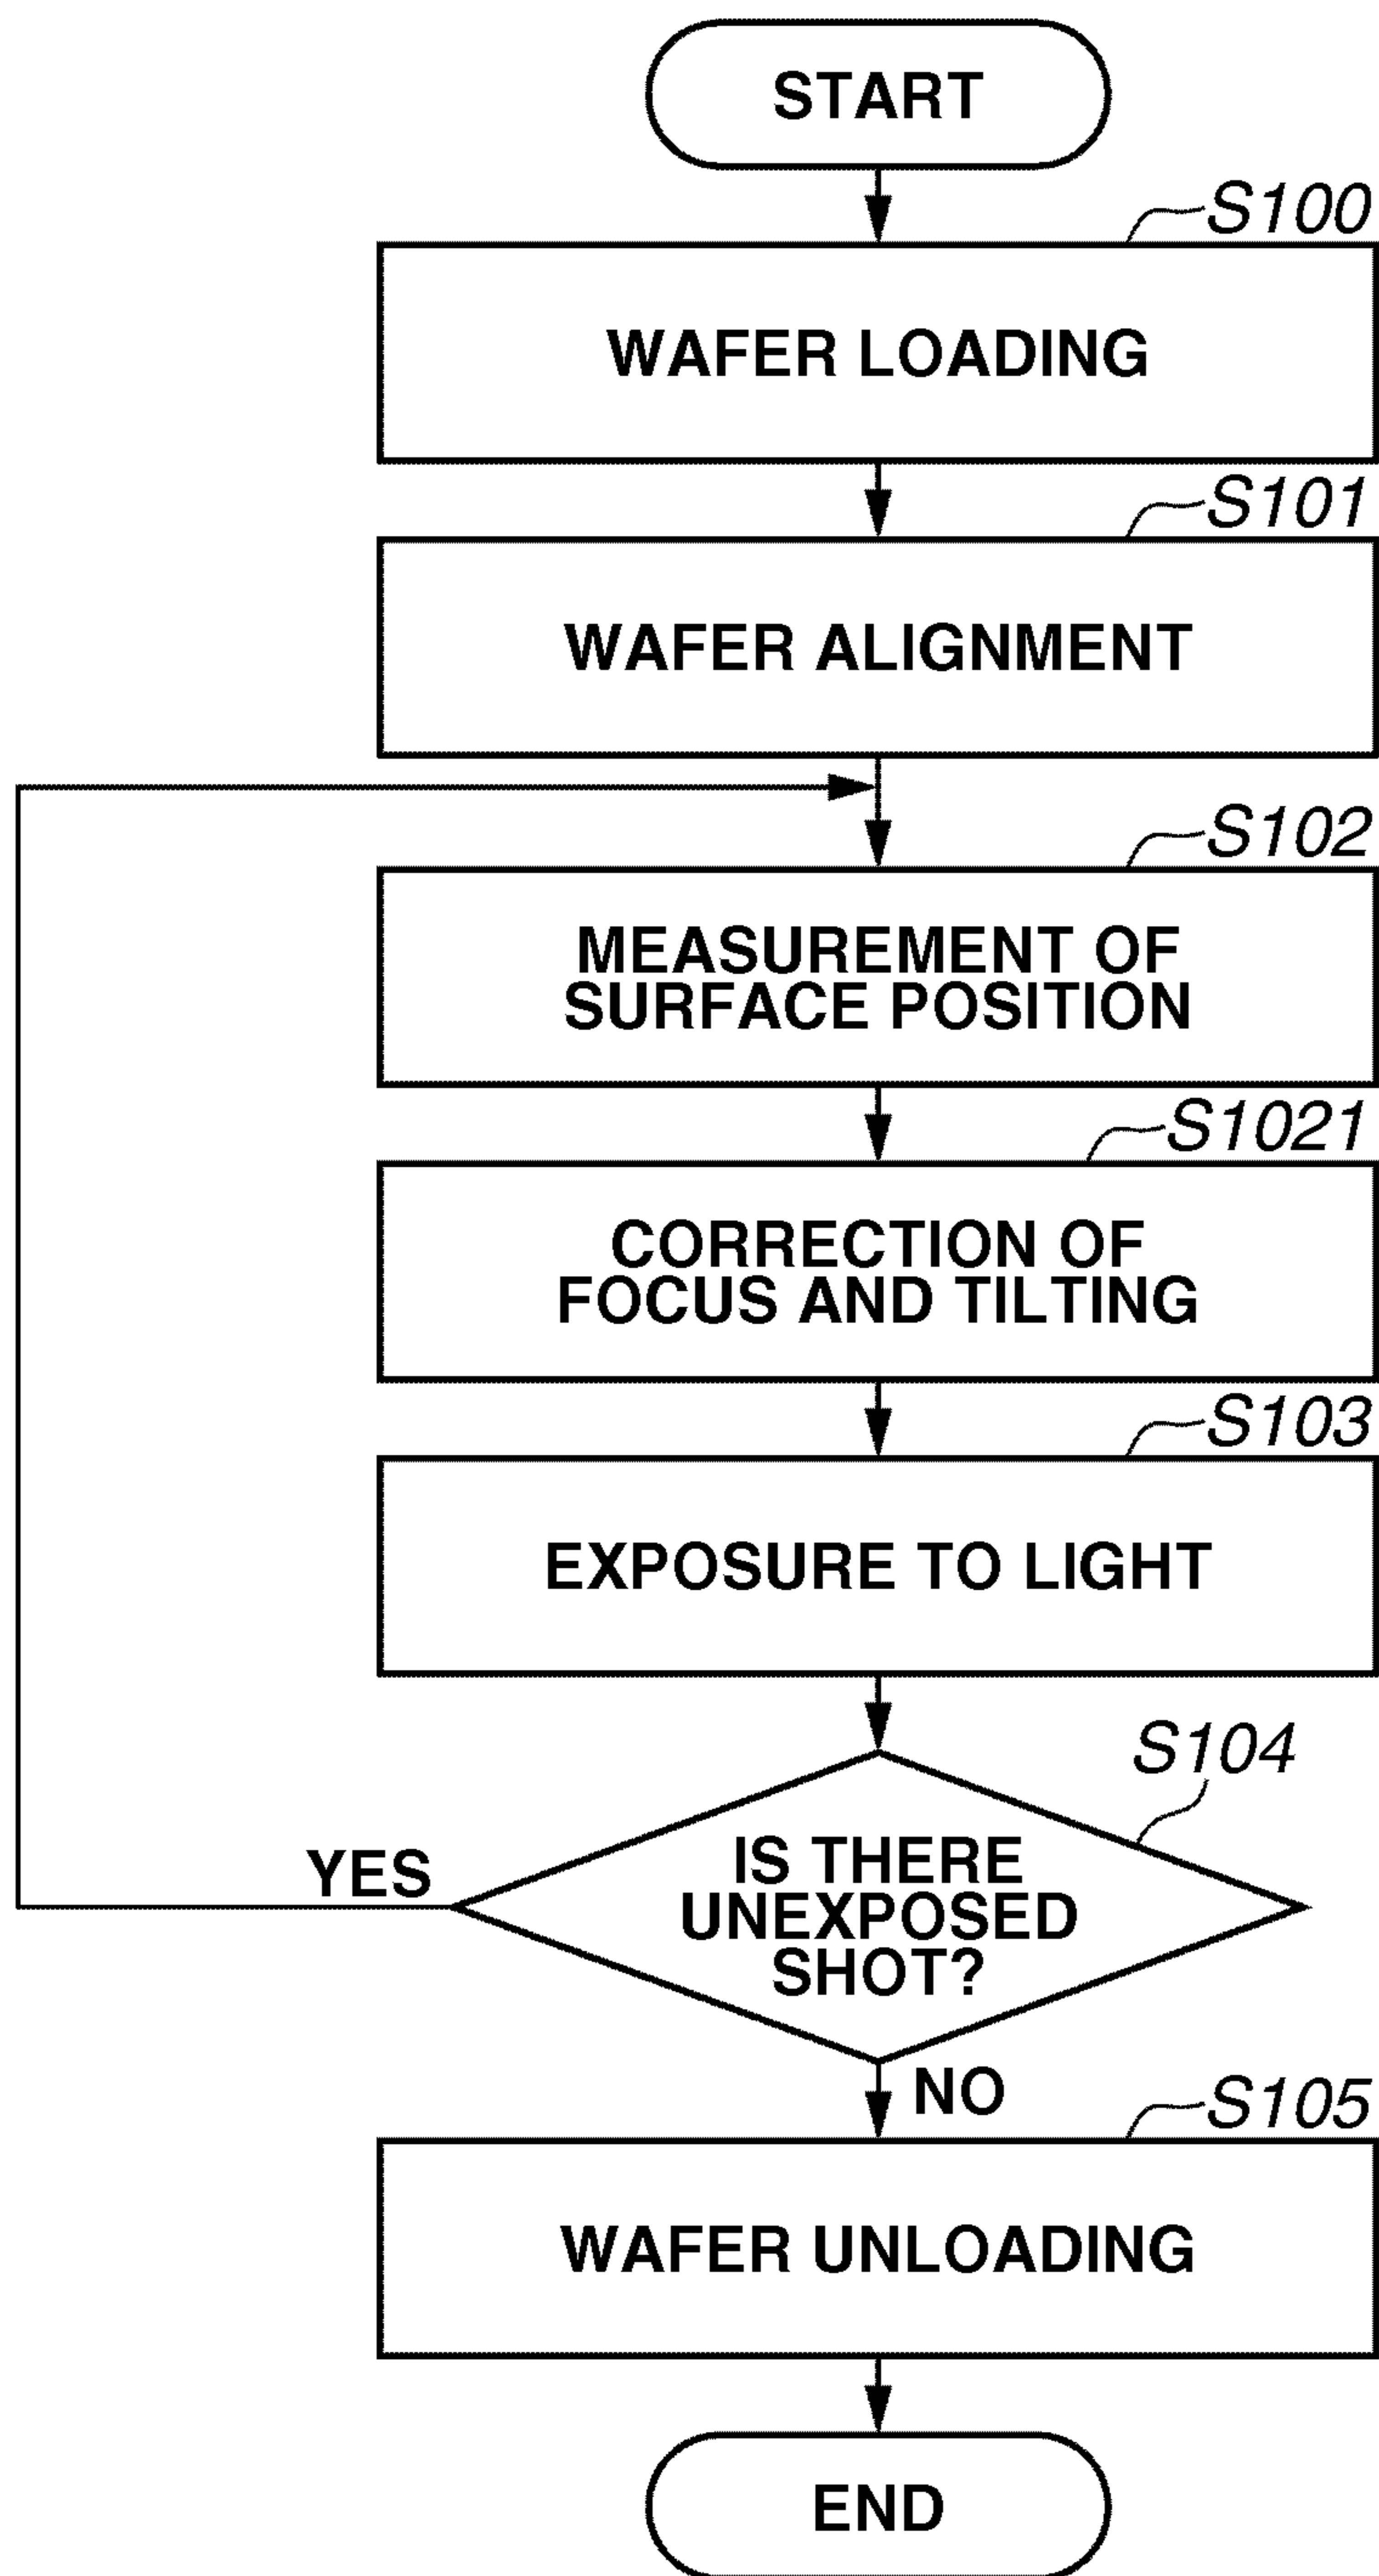 START
S100
WAFER LOADING
S101
WAFER ALIGNMENT
S102
MEASUREMENT OF
SURFACE POSITION
S1021
CORRECTION OF
FOCUS AND TILTING
S103
EXPOSURE TO LIGHT
S104
IS THERE
UNEXPOSED
SHOT?
YES
NO
S105
WAFER UNLOADING
END